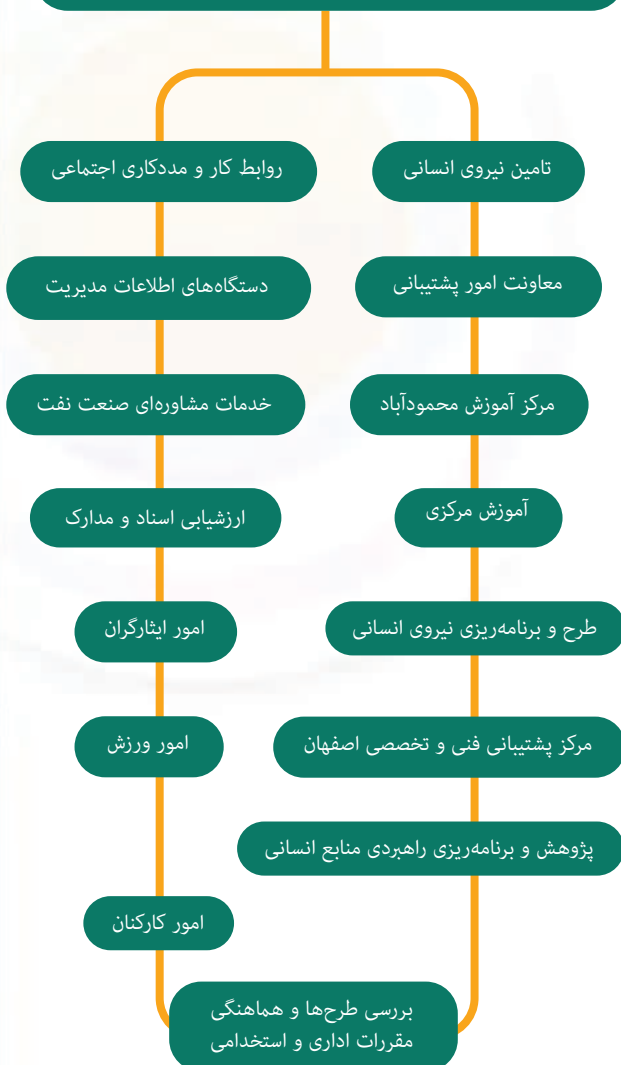 تامین نیروی انسانی
روابط کار و مددکاری اجتماعی
معاونت امور پشتیبانی
دستگاه‌های اطلاعات مدیریت
مرکز آموزش محمودآباد
خدمات مشاوره‌ای صنعت نفت
آموزش مرکزی
ارزشیابی اسناد و مدارک
طرح و برنامه‌ریزی نیروی انسانی
امور ایثارگران
مرکز پشتیبانی فنی و تخصصی اصفهان
امور ورزش
پژوهش و برنامه‌ریزی راهبردی منابع انسانی
امور کارکنان
بررسی طرح‌ها و هماهنگی
مقررات اداری و استخدامی